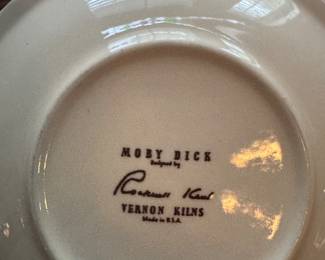 MOBY DICK
Designed by
Rockwell Kent
VERNON KILNS
Made in U.S.A.